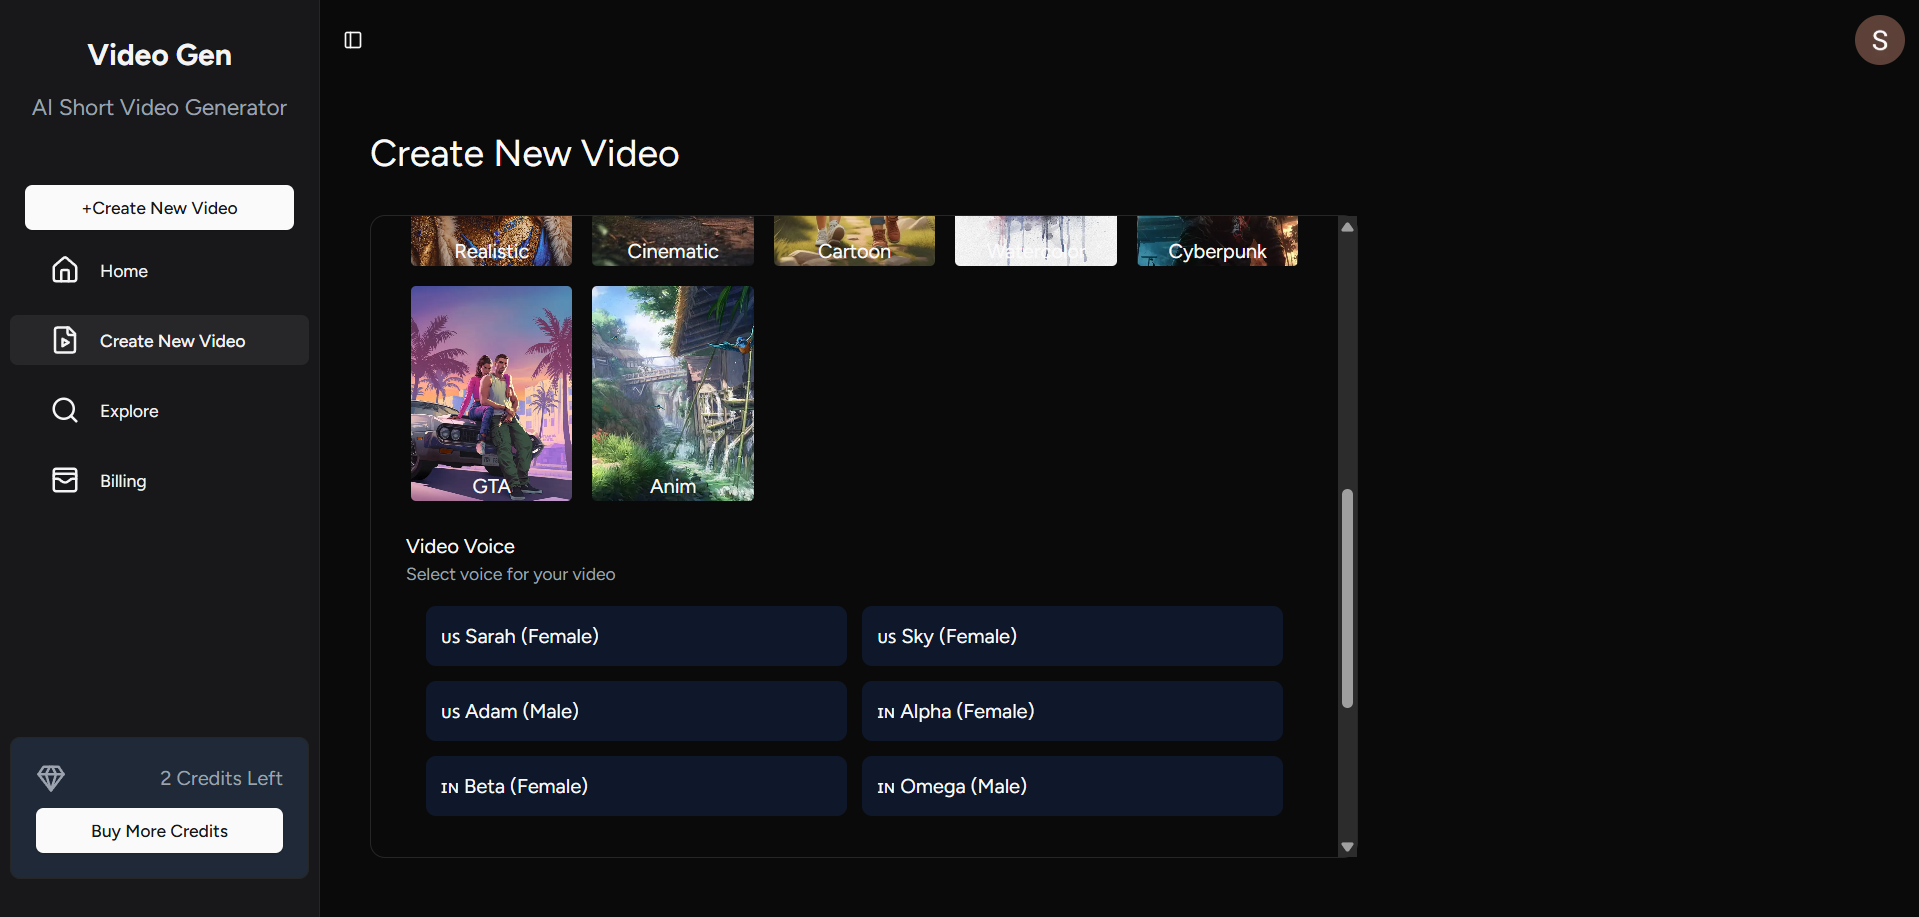 Video Gen
AI Short Video Generator
+Create New Video
Home
Create New Video
Explore
Billing
2 Credits Left
Buy More Credits
S
Create New Video
Realistic
Cinematic
Cartoon
Watercolor
Cyberpunk
GTA
Anim
Video Voice
Select voice for your video
US Sarah (Female)
US Sky (Female)
US Adam (Male)
IN Alpha (Female)
IN Beta (Female)
IN Omega (Male)